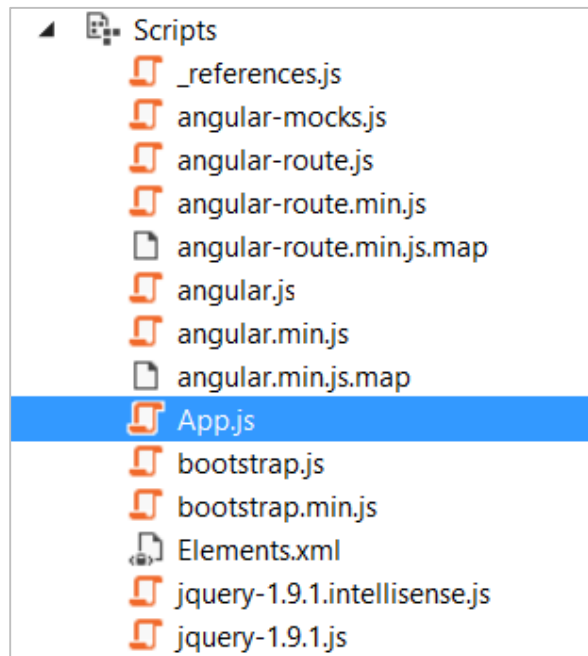 Scripts
_references.js
angular-mocks.js
angular-route.js
angular-route.min.js
angular-route.min.js.map
angular.js
angular.min.js
angular.min.js.map
App.js
bootstrap.js
bootstrap.min.js
Elements.xml
jquery-1.9.1.intellisense.js
jquery-1.9.1.js